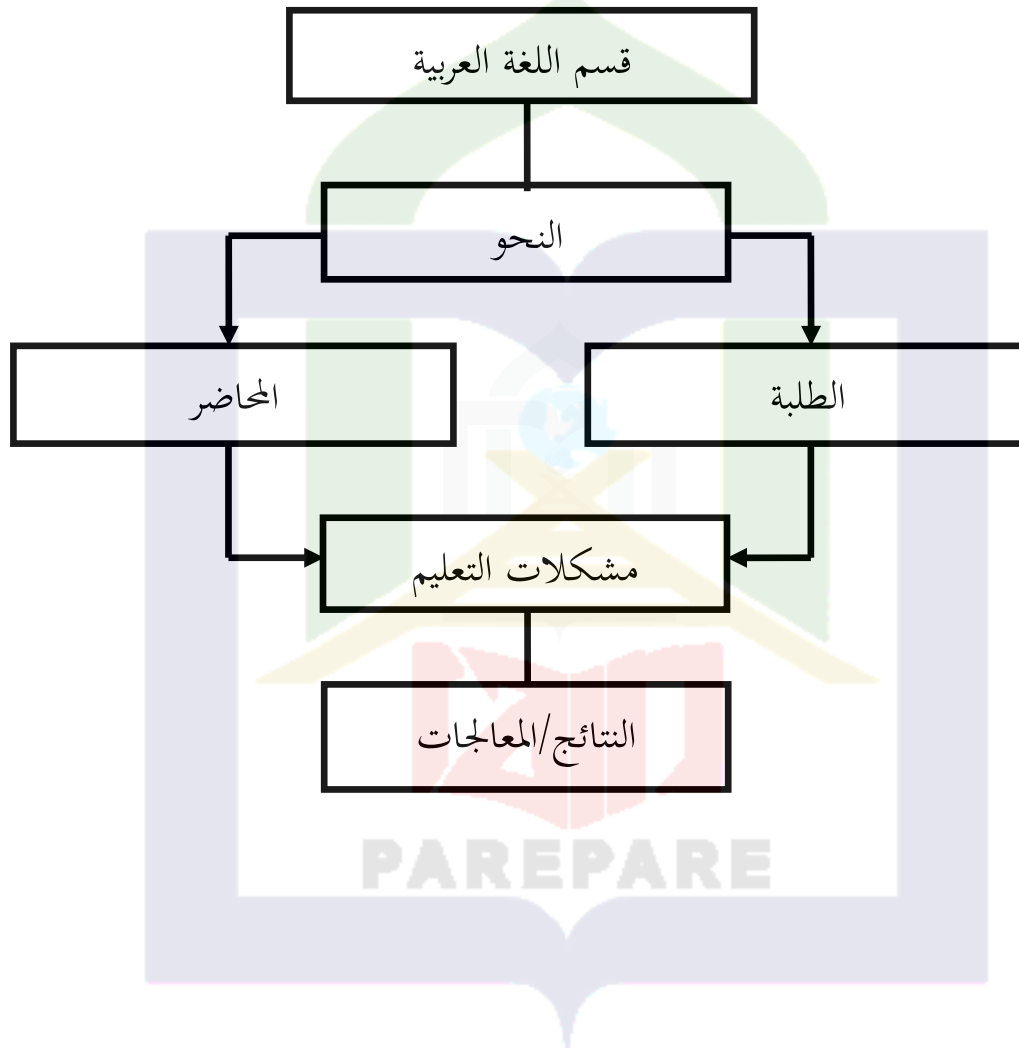 قسم اللغة العربية
النحو
الطلبة
المحاضر
مشكلات التعليم
النتائج/المعالجات
PAREPARE